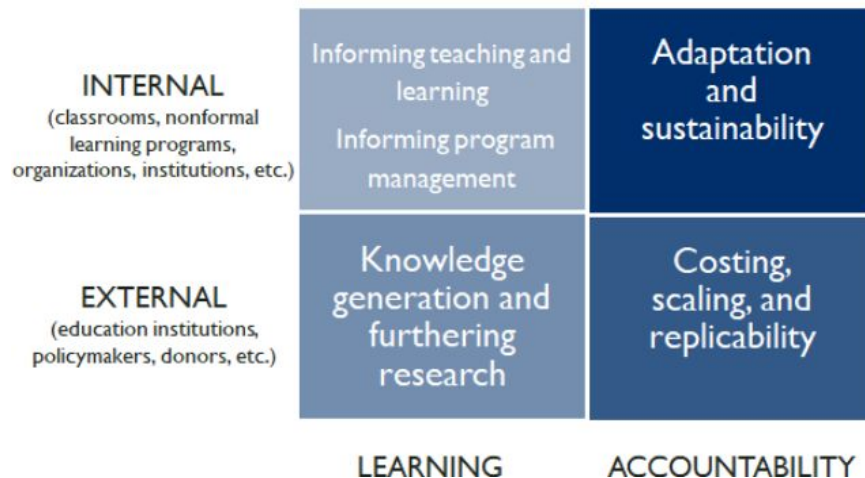 INTERNAL
(classrooms, nonformal
learning programs,
organizations, institutions, etc.)
Informing teaching and
learning
Informing program
management
Adaptation
and
sustainability
EXTERNAL
(education institutions,
policymakers, donors, etc.)
Knowledge
generation and
furthering
research
Costing,
scaling, and
replicability
LEARNING
ACCOUNTABILITY